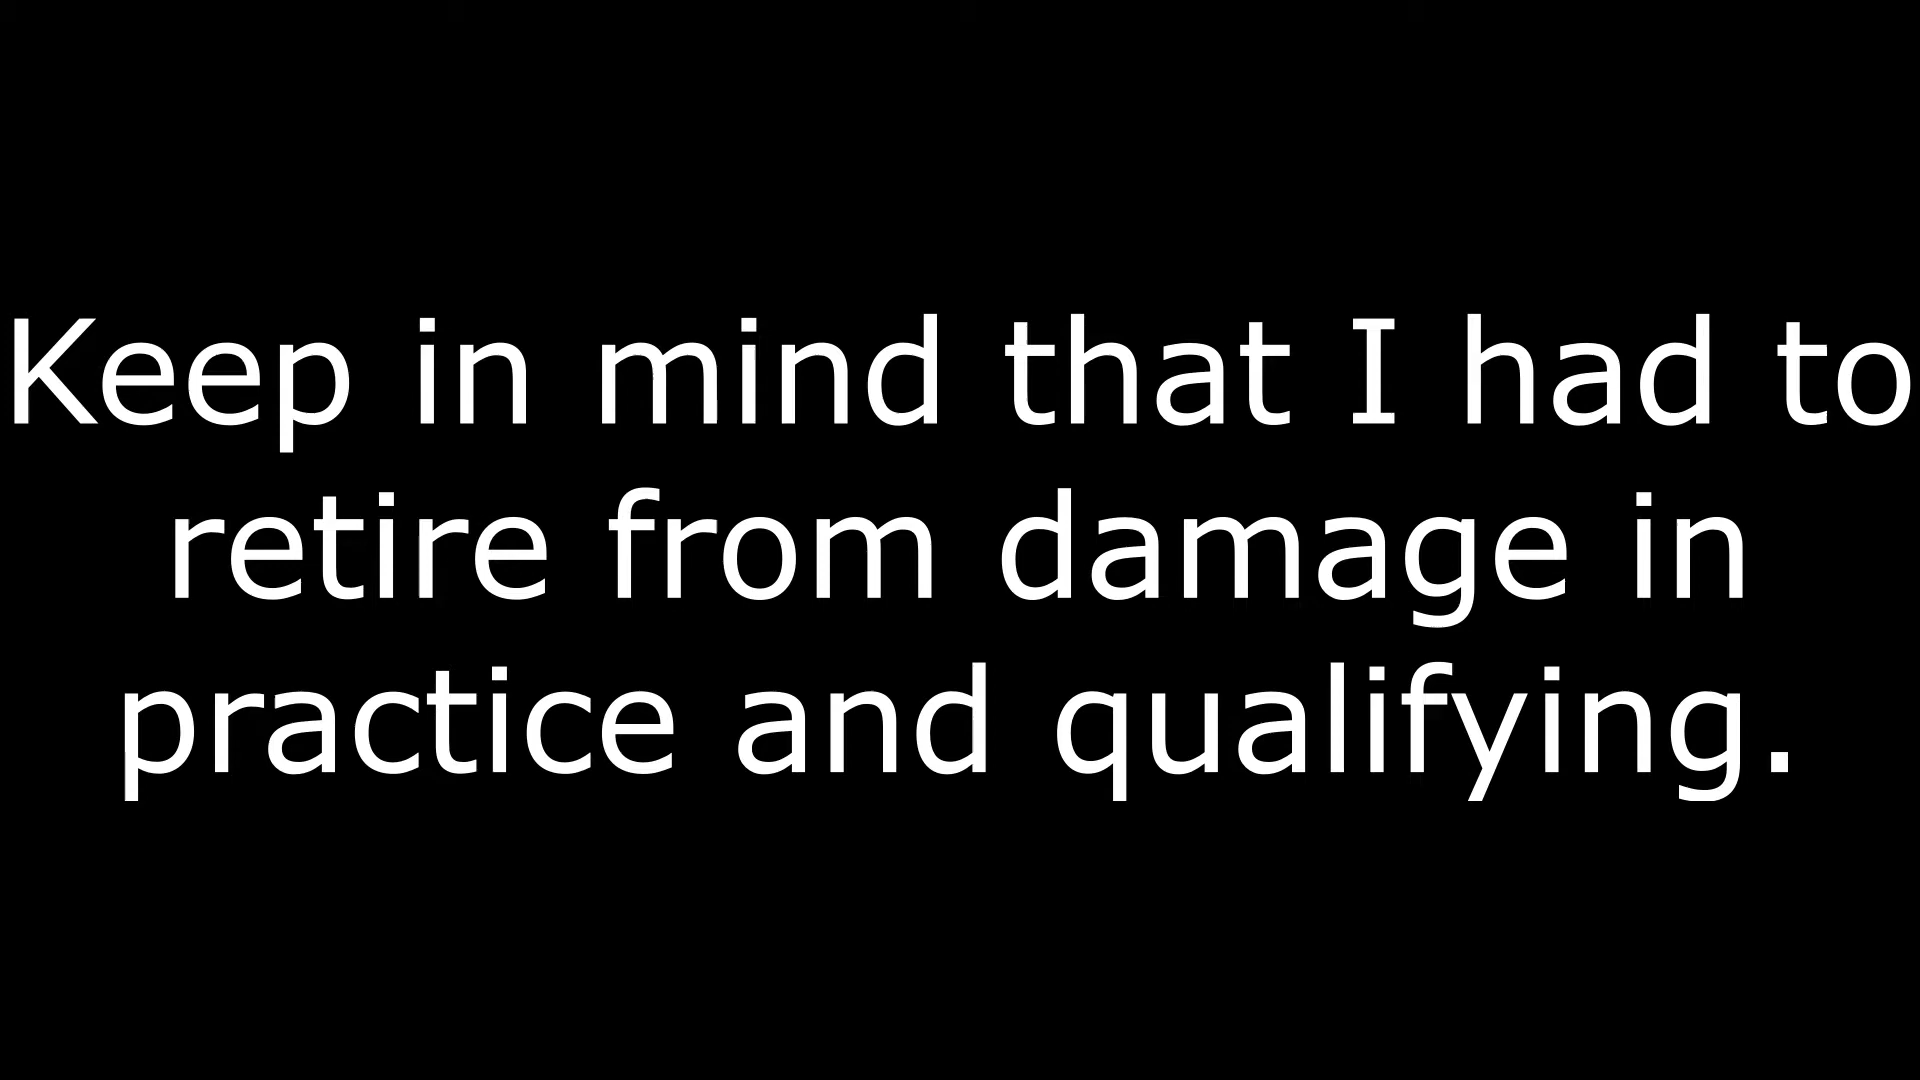 Keep in mind that I had to
retire from damage in
practice and qualifying.